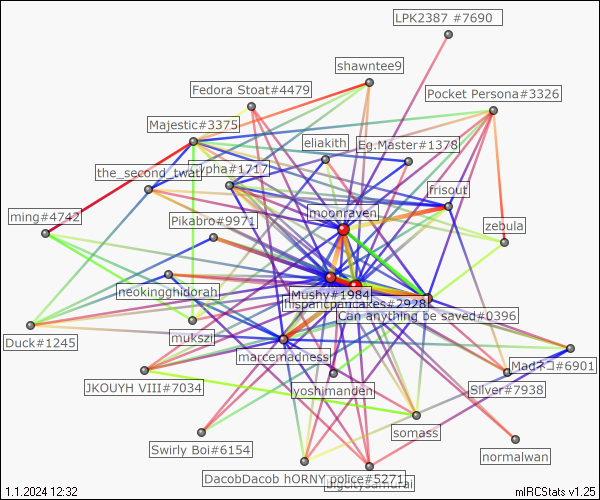 LPK2387 #7690
shawntee9
Fedora Stoat#4479
Pocket Persona#3326
Majestic#3375
eliakith
Eg.Master#1378
the_second_twat
ypha#1717
frisout
moonraven
ming#4742
Pikabro#9971
zebula
neokingghidorah
Mushy#1984
hispanicpancakes#2928
Can anything be saved#0396
Duck#1245
mukszi
marcemadness
Madネコ#6901
JKOUYH VIII#7034
yoshimanden
Silver#7938
somass
Swirly Boi#6154
normalwan
DacobDacob hORNY police#5271
bigcitysamurai
1.1.2024 12:32
mIRCStats v1.25